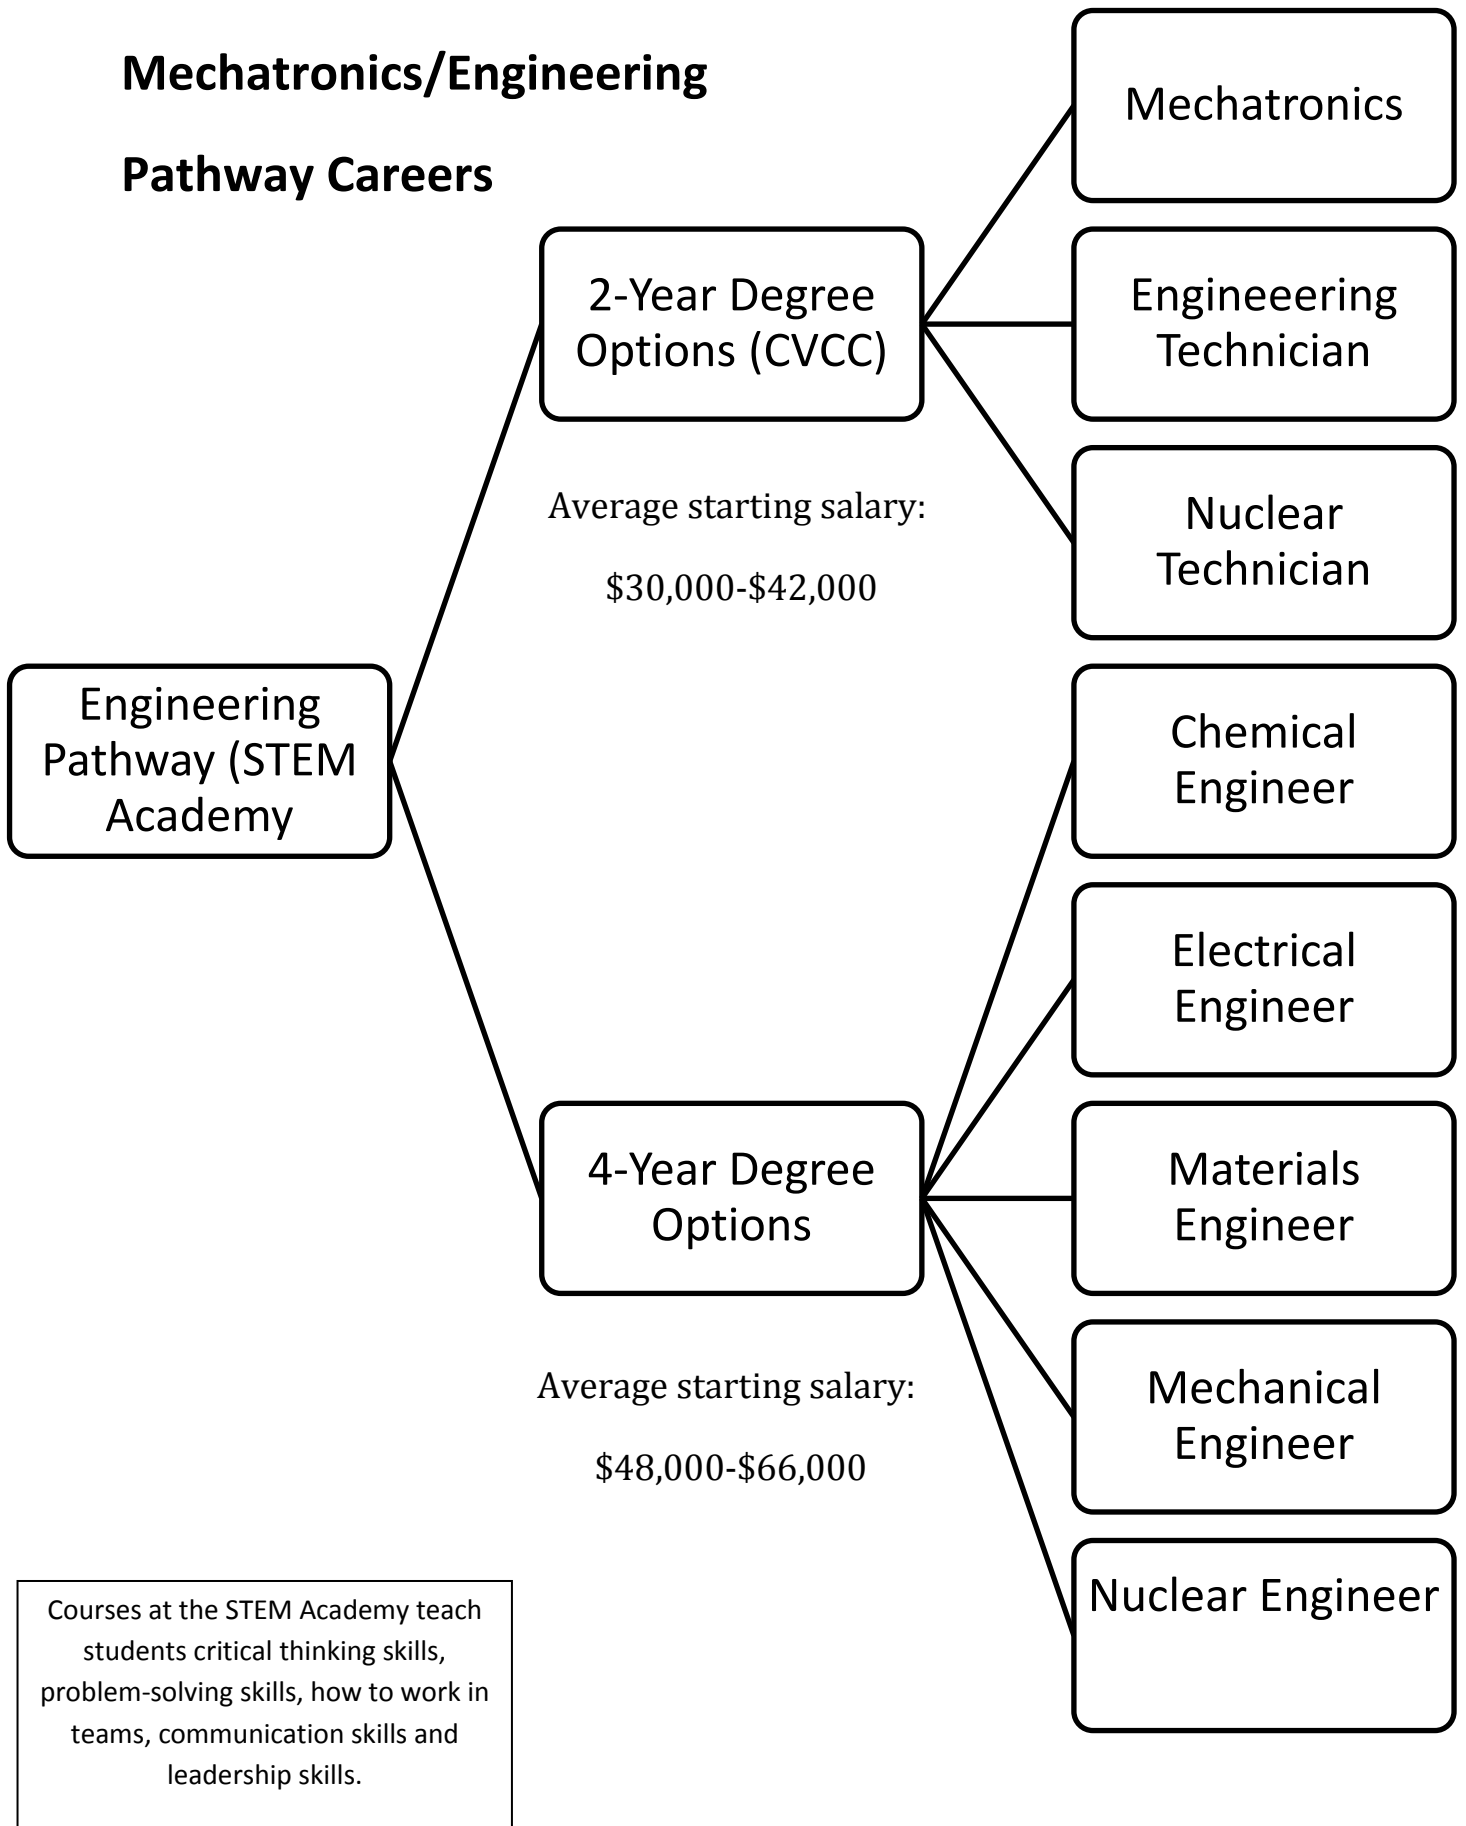 Mechatronics/Engineering
Pathway Careers
Engineering
Pathway (STEM
Academy
2-Year Degree
Options (CVCC)
Average starting salary:
$30,000-$42,000
Mechatronics
Engineeering
Technician
Nuclear
Technician
4-Year Degree
Options
Average starting salary:
$48,000-$66,000
Chemical
Engineer
Electrical
Engineer
Materials
Engineer
Mechanical
Engineer
Nuclear Engineer
Courses at the STEM Academy teach
students critical thinking skills,
problem-solving skills, how to work in
teams, communication skills and
leadership skills.